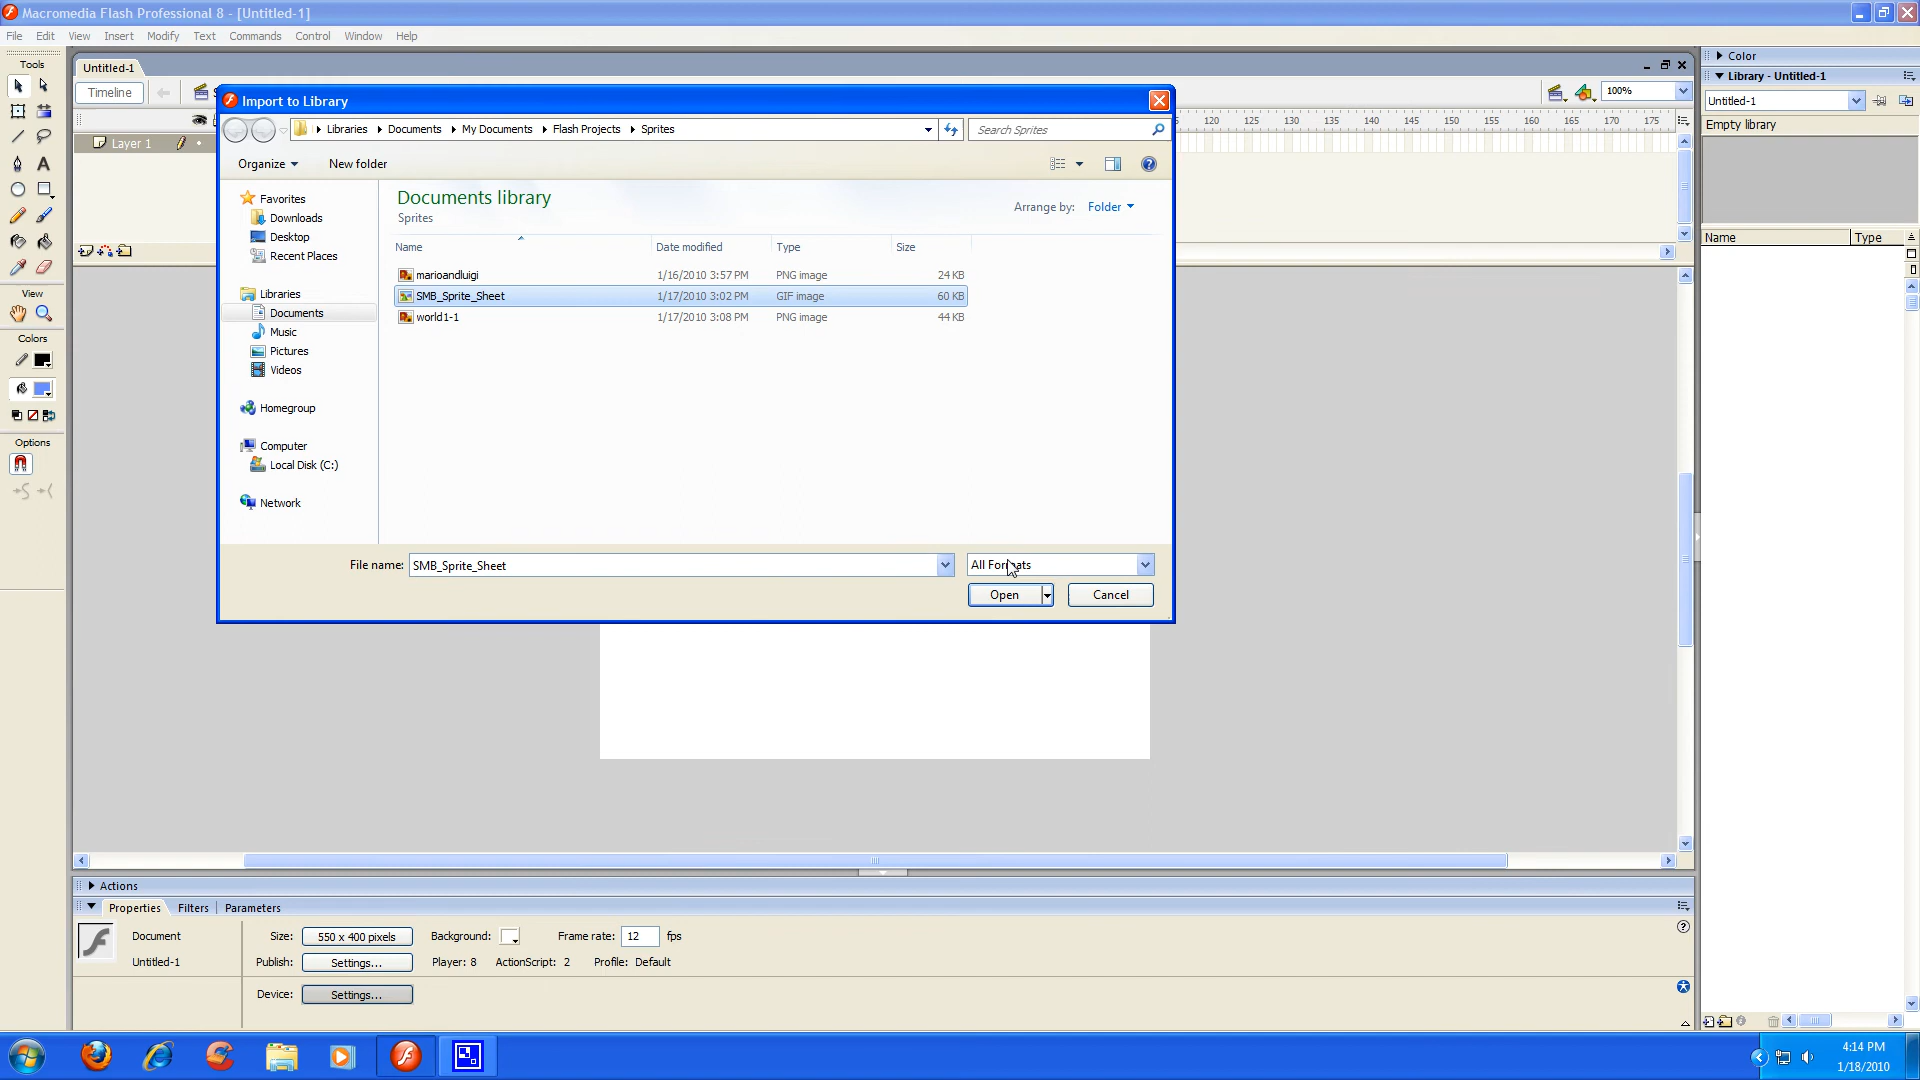 Macromedia Flash Professional 8 - [Untitled-1]
File Edit View Insert Modify Text Commands Control Window Help
Tools
View
Colors
Options
Untitled-1
Timeline
100%
Layer 1
120 125 130 135 140 145 150 155 160 165 170 175
Import to Library
Libraries Documents My Documents Flash Projects Sprites
Search Sprites
Organize New folder
Favorites
Downloads
Desktop
Recent Places
Libraries
Documents
Music
Pictures
Videos
Homegroup
Computer
Local Disk (C:)
Network
Documents library
Sprites
Arrange by: Folder
Name Date modified Type Size
marioandluigi 1/16/2010 3:57 PM PNG image 24 KB
SMB_Sprite_Sheet 1/17/2010 3:02 PM GIF image 60 KB
world1-1 1/17/2010 3:08 PM PNG image 44 KB
File name: SMB_Sprite_Sheet
All Formats
Open Cancel
Color
Library - Untitled-1
Untitled-1
Empty library
Name Type
Actions
Properties Filters Parameters
Document Size: 550 x 400 pixels Background: Frame rate: 12 fps
Untitled-1 Publish: Settings... Player: 8 ActionScript: 2 Profile: Default
Device: Settings...
4:14 PM
1/18/2010